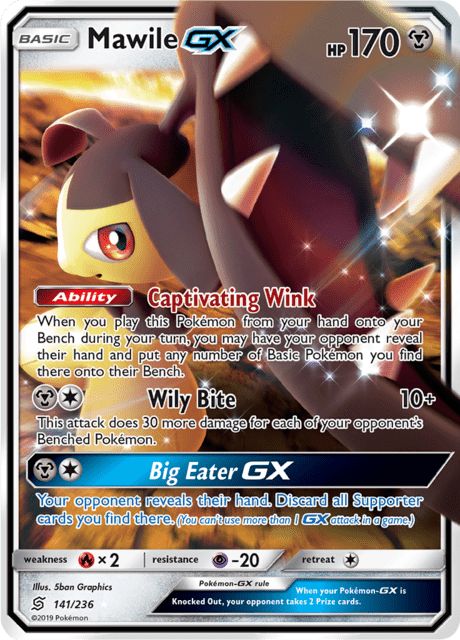 BASIC Mawile GX HP 170
Ability Captivating Wink
When you play this Pokémon from your hand onto your
Bench during your turn, you may have your opponent reveal
their hand and put any number of Basic Pokémon you find
there onto their Bench.
Wily Bite 10+
This attack does 30 more damage for each of your opponent's
Benched Pokémon.
Big Eater GX
Your opponent reveals their hand. Discard all Supporter
cards you find there. (You can't use more than 1 GX attack in a game.)
weakness ×2 resistance -20 retreat
Illus. 5ban Graphics
141/236
©2019 Pokémon
Pokémon-GX rule
When your Pokémon-GX is
Knocked Out, your opponent takes 2 Prize cards.